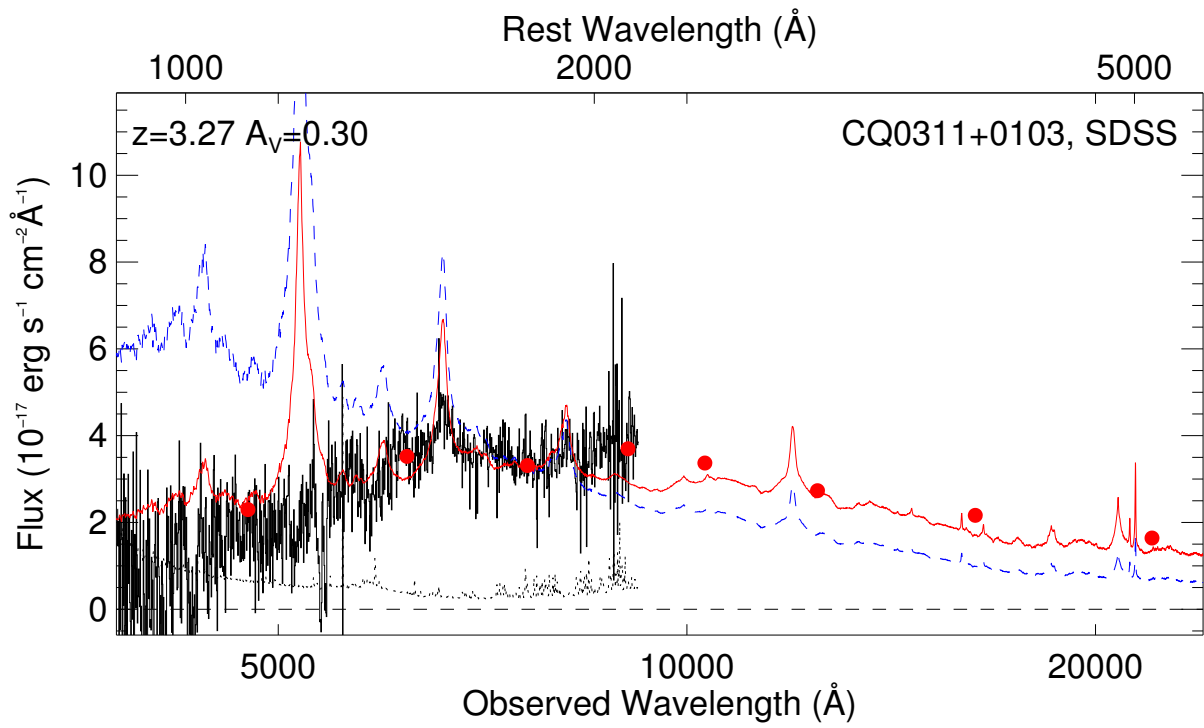 Rest Wavelength (Å)
1000 2000 5000
z=3.27 A_V=0.30 CQ0311+0103, SDSS
10
8
6
4
2
0
Flux (10⁻¹⁷ erg s⁻¹ cm⁻²Å⁻¹)
5000 10000 20000
Observed Wavelength (Å)